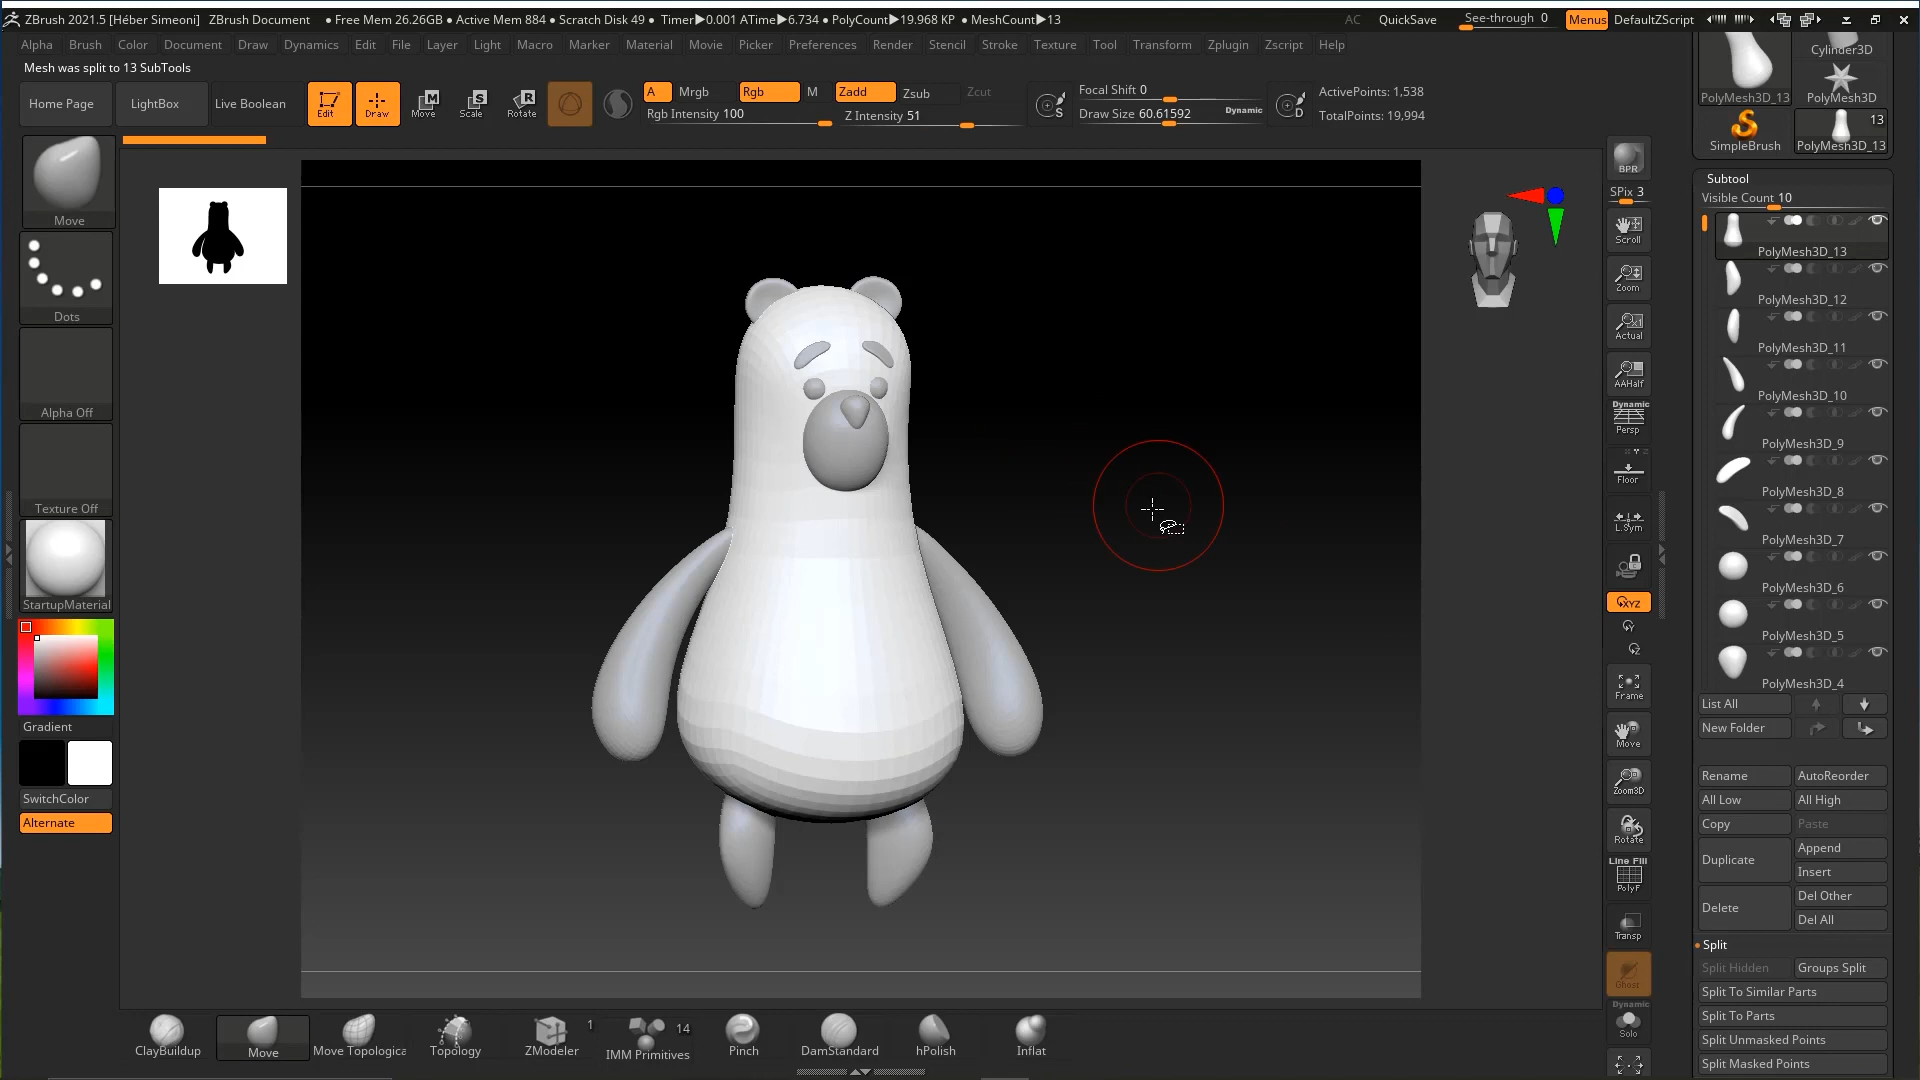 ZBrush 2021.5 [Héber Simeoni] ZBrush Document • Free Mem 26.26GB • Active Mem 884 • Scratch Disk 49 • Timer▶0.001 ATime▶6.734 • PolyCount▶19.968 KP • MeshCount▶13 AC QuickSave See-through 0 Menus DefaultZScript
Alpha Brush Color Document Draw Dynamics Edit File Layer Light Macro Marker Material Movie Picker Preferences Render Stencil Stroke Texture Tool Transform Zplugin Zscript Help
Mesh was split to 13 SubTools
Home Page LightBox Live Boolean
Edit Draw Move Scale Rotate
A Mrgb Rgb M Zadd Zsub Zcut
Rgb Intensity 100 Z Intensity 51
Focal Shift 0
Draw Size 60.61592 Dynamic
S D
ActivePoints: 1,538
TotalPoints: 19,994
Cylinder3D
PolyMesh3D_13 PolyMesh3D
13
SimpleBrush PolyMesh3D_13
Move
Dots
Alpha Off
Texture Off
StartupMaterial
Gradient
SwitchColor
Alternate
BPR
SPix 3
Scroll
Zoom
Actual
AAHalf
Dynamic
Persp
Floor
L.Sym
XYZ
Frame
Move
Zoom3D
Rotate
Line Fill
PolyF
Transp
Ghost
Dynamic
Solo
Subtool
Visible Count 10
PolyMesh3D_13
PolyMesh3D_12
PolyMesh3D_11
PolyMesh3D_10
PolyMesh3D_9
PolyMesh3D_8
PolyMesh3D_7
PolyMesh3D_6
PolyMesh3D_5
PolyMesh3D_4
List All
New Folder
Rename AutoReorder
All Low All High
Copy Paste
Duplicate Append
Insert
Delete Del Other
Del All
Split
Split Hidden Groups Split
Split To Similar Parts
Split To Parts
Split Unmasked Points
Split Masked Points
ClayBuildup Move Move Topologica Topology ZModeler 1 IMM Primitives 14 Pinch DamStandard hPolish Inflat